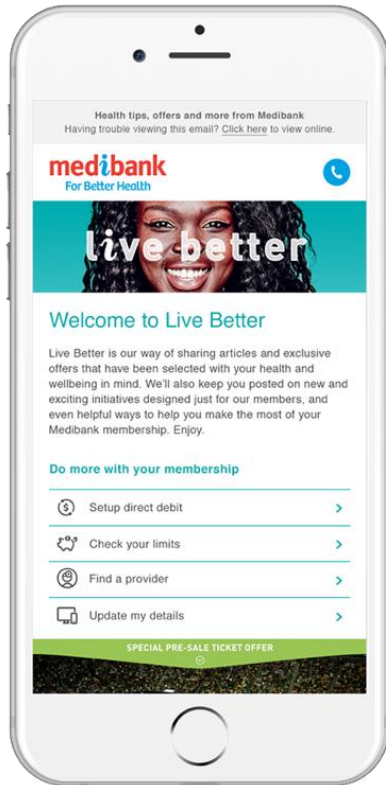 Health tips, offers and more from Medibank
Having trouble viewing this email? Click here to view online.
medibank
For Better Health
live better
Welcome to Live Better
Live Better is our way of sharing articles and exclusive
offers that have been selected with your health and
wellbeing in mind. We'll also keep you posted on new and
exciting initiatives designed just for our members, and
even helpful ways to help you make the most of your
Medibank membership. Enjoy.
Do more with your membership
Setup direct debit
Check your limits
Find a provider
Update my details
SPECIAL PRE-SALE TICKET OFFER